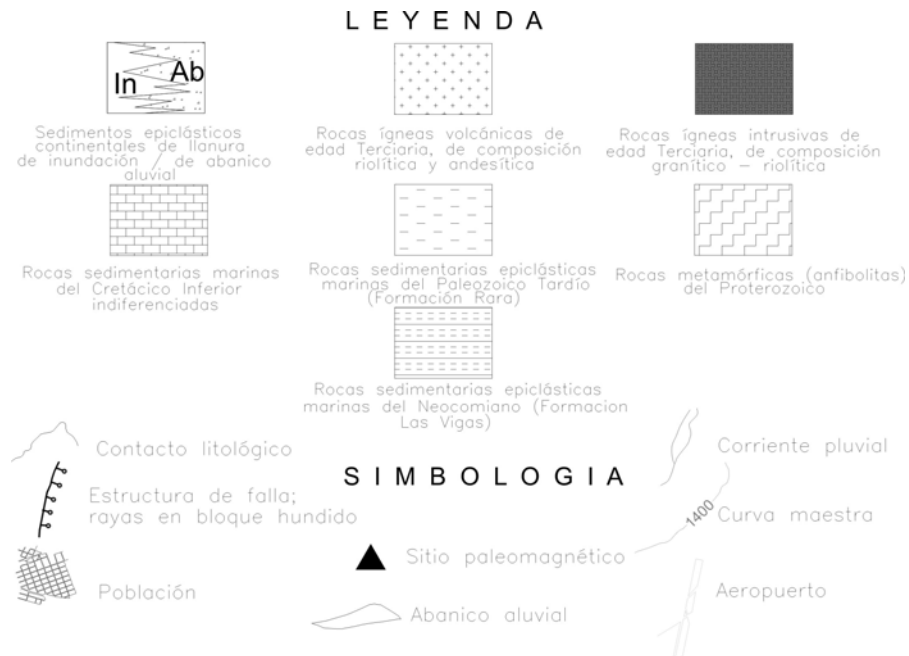 LEYENDA
In Ab
Sedimentos epiclásticos
continentales de llanura
de inundación / de abanico
aluvial
Rocas ígneas volcánicas de
edad Terciaria, de composición
riolítica y andesítica
Rocas ígneas intrusivas de
edad Terciaria, de composición
granítico – riolítica
Rocas sedimentarias marinas
del Cretácico Inferior
indiferenciadas
Rocas sedimentarias epiclásticas
marinas del Paleozoico Tardío
(Formación Rara)
Rocas metamórficas (anfibolitas)
del Proterozoico
Rocas sedimentarias epiclásticas
marinas del Neocomiano (Formacion
Las Vigas)
SIMBOLOGIA
Contacto litológico
Estructura de falla;
rayas en bloque hundido
Población
Sitio paleomagnético
Abanico aluvial
Corriente pluvial
1400
Curva maestra
Aeropuerto